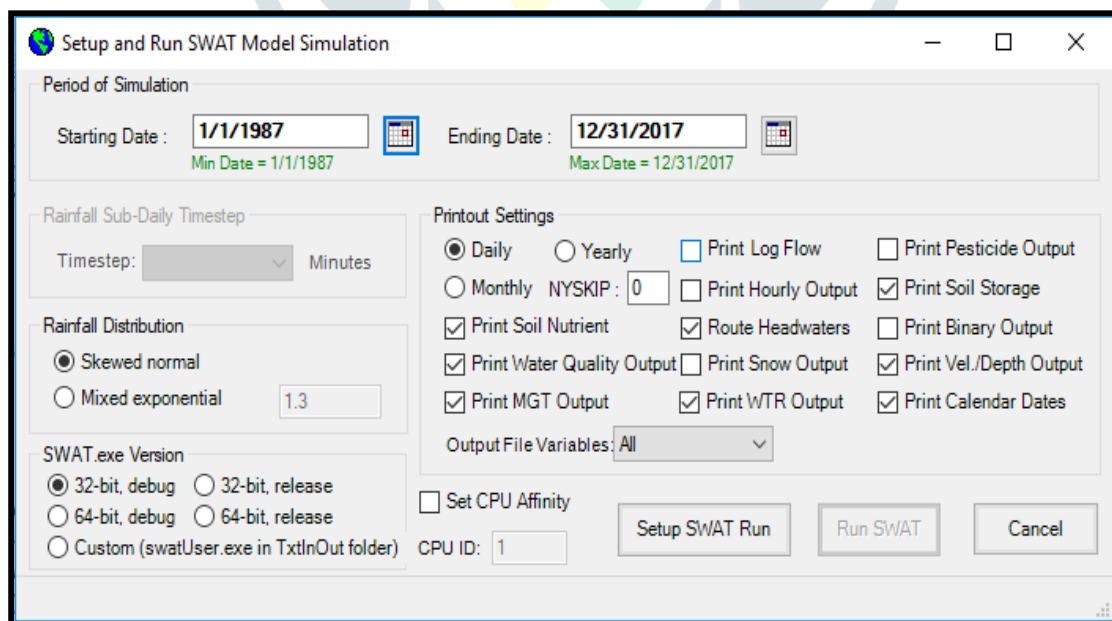 Setup and Run SWAT Model Simulation
Period of Simulation
Starting Date : 1/1/1987 Ending Date : 12/31/2017
Min Date = 1/1/1987 Max Date = 12/31/2017
Rainfall Sub-Daily Timestep
Timestep: Minutes
Rainfall Distribution
Skewed normal
Mixed exponential 1.3
SWAT.exe Version
32-bit, debug 32-bit, release
64-bit, debug 64-bit, release
Custom (swatUser.exe in TxtInOut folder)
Printout Settings
Daily Yearly Print Log Flow Print Pesticide Output
Monthly NYSKIP : 0 Print Hourly Output Print Soil Storage
Print Soil Nutrient Route Headwaters Print Binary Output
Print Water Quality Output Print Snow Output Print Vel./Depth Output
Print MGT Output Print WTR Output Print Calendar Dates
Output File Variables: All
Set CPU Affinity
CPU ID: 1
Setup SWAT Run Run SWAT Cancel